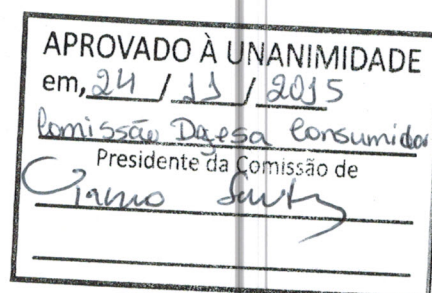 APROVADO À UNANIMIDADE
em, 24 / 11 / 2015
Comissão Defesa Consumidor
Presidente da Comissão de